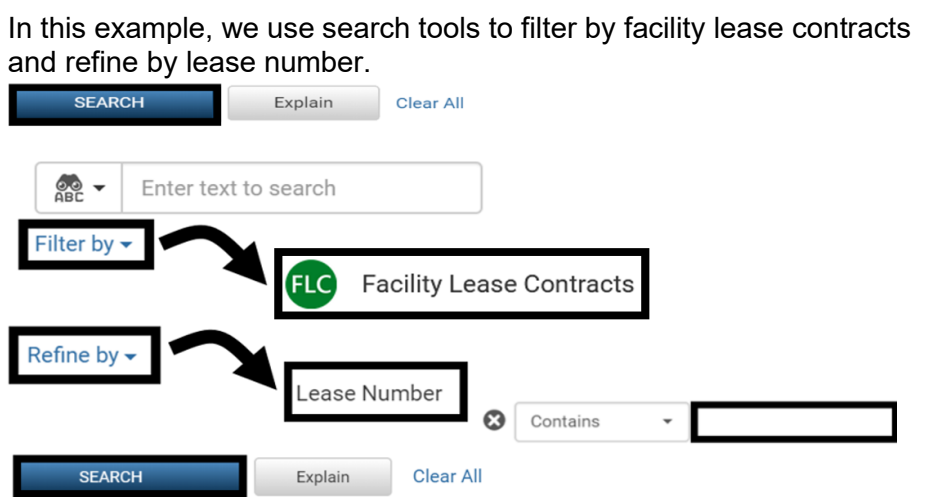 In this example, we use search tools to filter by facility lease contracts
and refine by lease number.
SEARCH Explain Clear All
ABC Enter text to search
Filter by
FLC Facility Lease Contracts
Refine by
Lease Number
Contains
SEARCH Explain Clear All